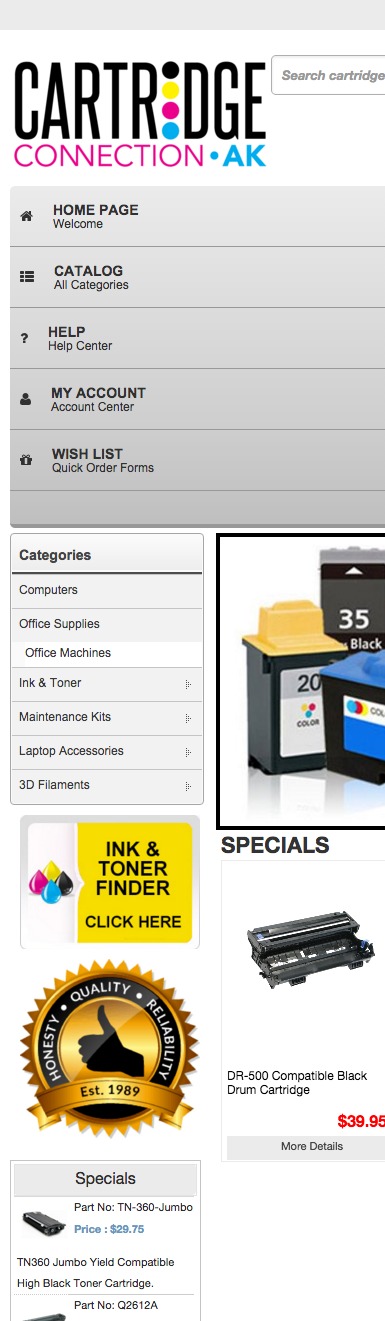 CARTRIDGE
CONNECTION • AK
Search cartridge
HOME PAGE
Welcome
CATALOG
All Categories
HELP
Help Center
MY ACCOUNT
Account Center
WISH LIST
Quick Order Forms
Categories
Computers
Office Supplies
Office Machines
Ink & Toner
Maintenance Kits
Laptop Accessories
3D Filaments
35
Black
20
COLOR
INK &
TONER
FINDER
CLICK HERE
HONESTY • QUALITY • RELIABILITY
Est. 1989
SPECIALS
DR-500 Compatible Black
Drum Cartridge
$39.95
More Details
Specials
Part No: TN-360-Jumbo
Price : $29.75
TN360 Jumbo Yield Compatible
High Black Toner Cartridge.
Part No: Q2612A